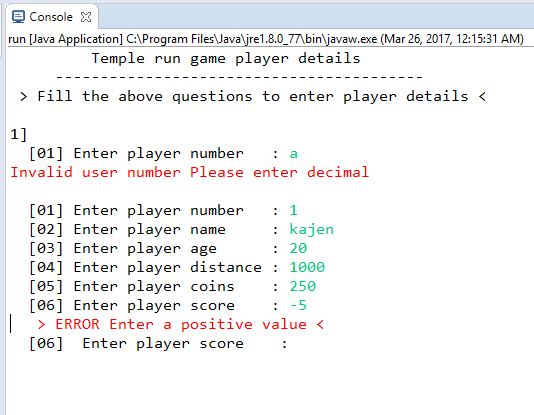 Console
run [Java Application] C:\Program Files\Java\jre1.8.0_77\bin\javaw.exe (Mar 26, 2017, 12:15:31 AM)
Temple run game player details
----------------------------------------
> Fill the above questions to enter player details <
1]
[01] Enter player number : a
Invalid user number Please enter decimal
[01] Enter player number : 1
[02] Enter player name : kajen
[03] Enter player age : 20
[04] Enter player distance : 1000
[05] Enter player coins : 250
[06] Enter player score : -5
> ERROR Enter a positive value <
[06] Enter player score :